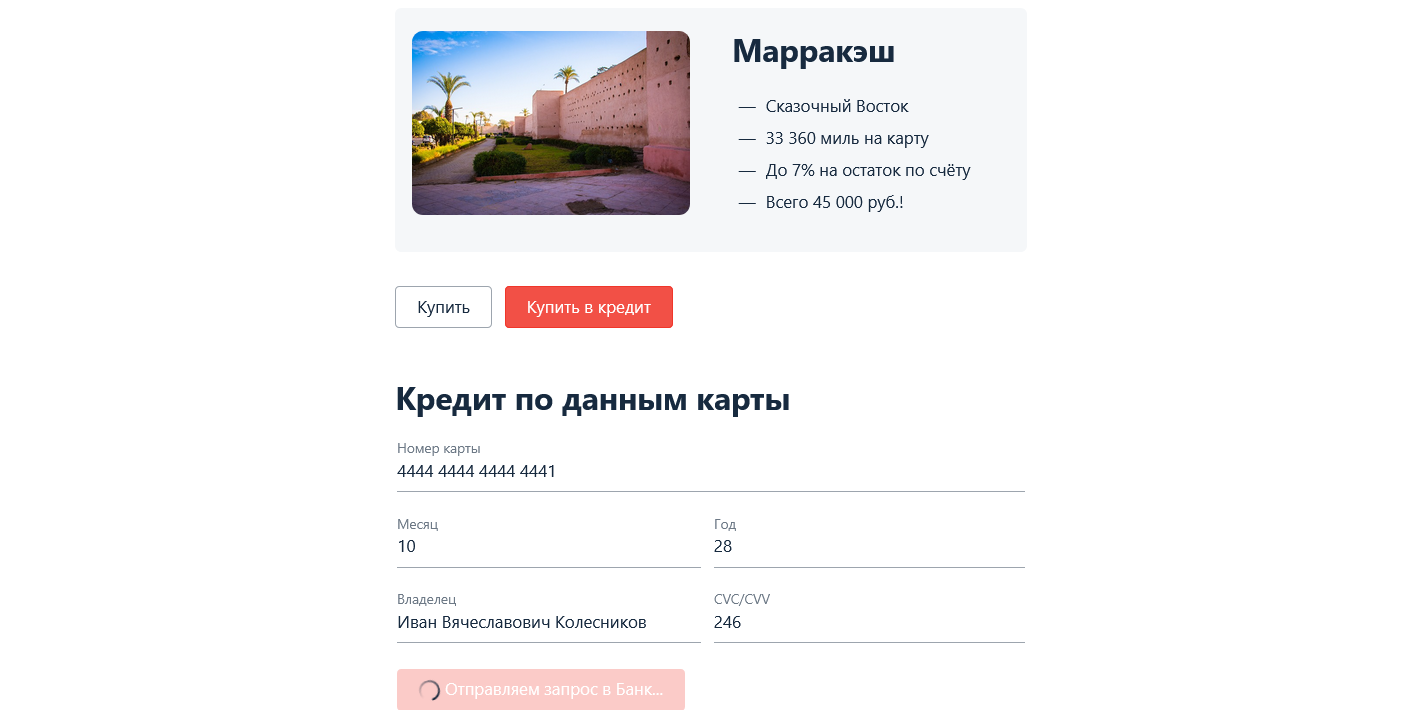 Марракэш
— Сказочный Восток
— 33 360 миль на карту
— До 7% на остаток по счёту
— Всего 45 000 руб.!
Купить Купить в кредит
Кредит по данным карты
Номер карты
4444 4444 4444 4441
Месяц Год
10 28
Владелец CVC/CVV
Иван Вячеславович Колесников 246
Отправляем запрос в Банк...